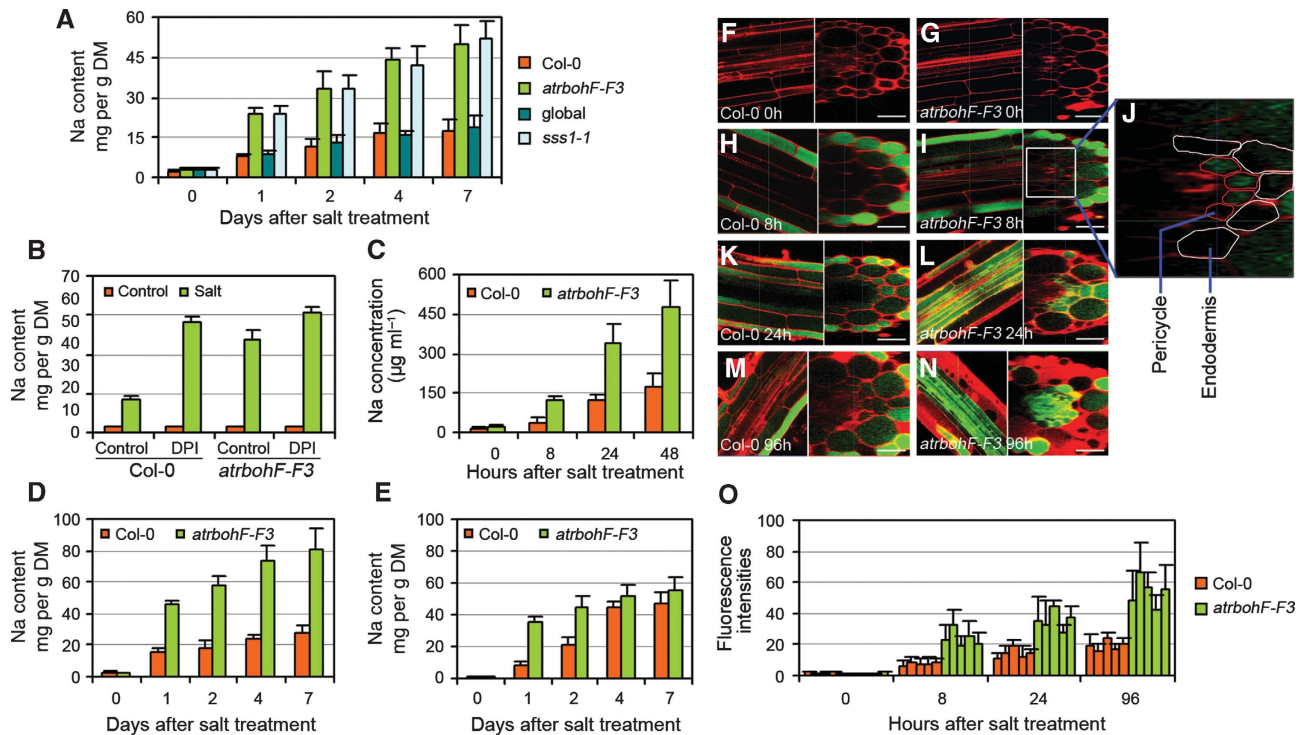 A
Na content
mg per g DM
60
45
30
15
0
0 1 2 4 7
Days after salt treatment
Col-0
atrbohF-F3
global
sss1-1
B
Na content
mg per g DM
70
60
50
40
30
20
10
0
Control Salt
Control DPI Control DPI
Col-0 atrbohF-F3
C
Na concentration
(µg ml⁻¹)
600
450
300
150
0
Col-0 atrbohF-F3
0 8 24 48
Hours after salt treatment
D
Na content
mg per g DM
100
80
60
40
20
0
Col-0 atrbohF-F3
0 1 2 4 7
Days after salt treatment
E
Na content
mg per g DM
100
80
60
40
20
0
Col-0 atrbohF-F3
0 1 2 4 7
Days after salt treatment
F
Col-0 0h
G
atrbohF-F3 0h
H
Col-0 8h
I
atrbohF-F3 8h
J
Pericycle
Endodermis
K
Col-0 24h
L
atrbohF-F3 24h
M
Col-0 96h
N
atrbohF-F3 96h
O
Fluorescence
intensities
100
80
60
40
20
0
0 8 24 96
Hours after salt treatment
Col-0
atrbohF-F3